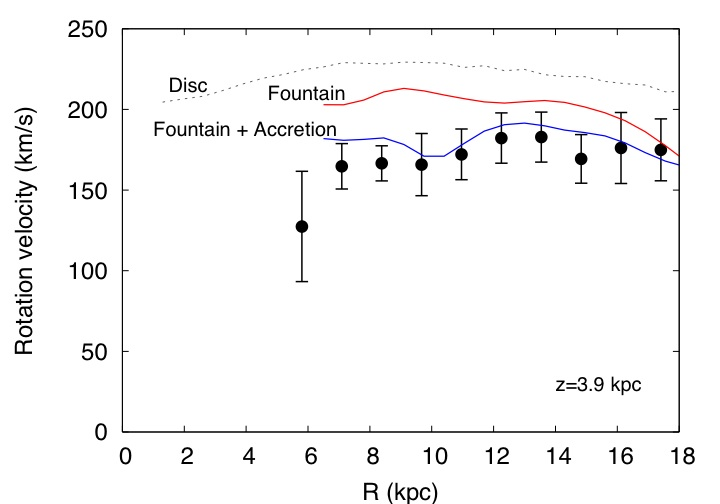 250
200
150
100
50
0
Rotation velocity (km/s)
Disc
Fountain
Fountain + Accretion
z=3.9 kpc
0 2 4 6 8 10 12 14 16 18
R (kpc)